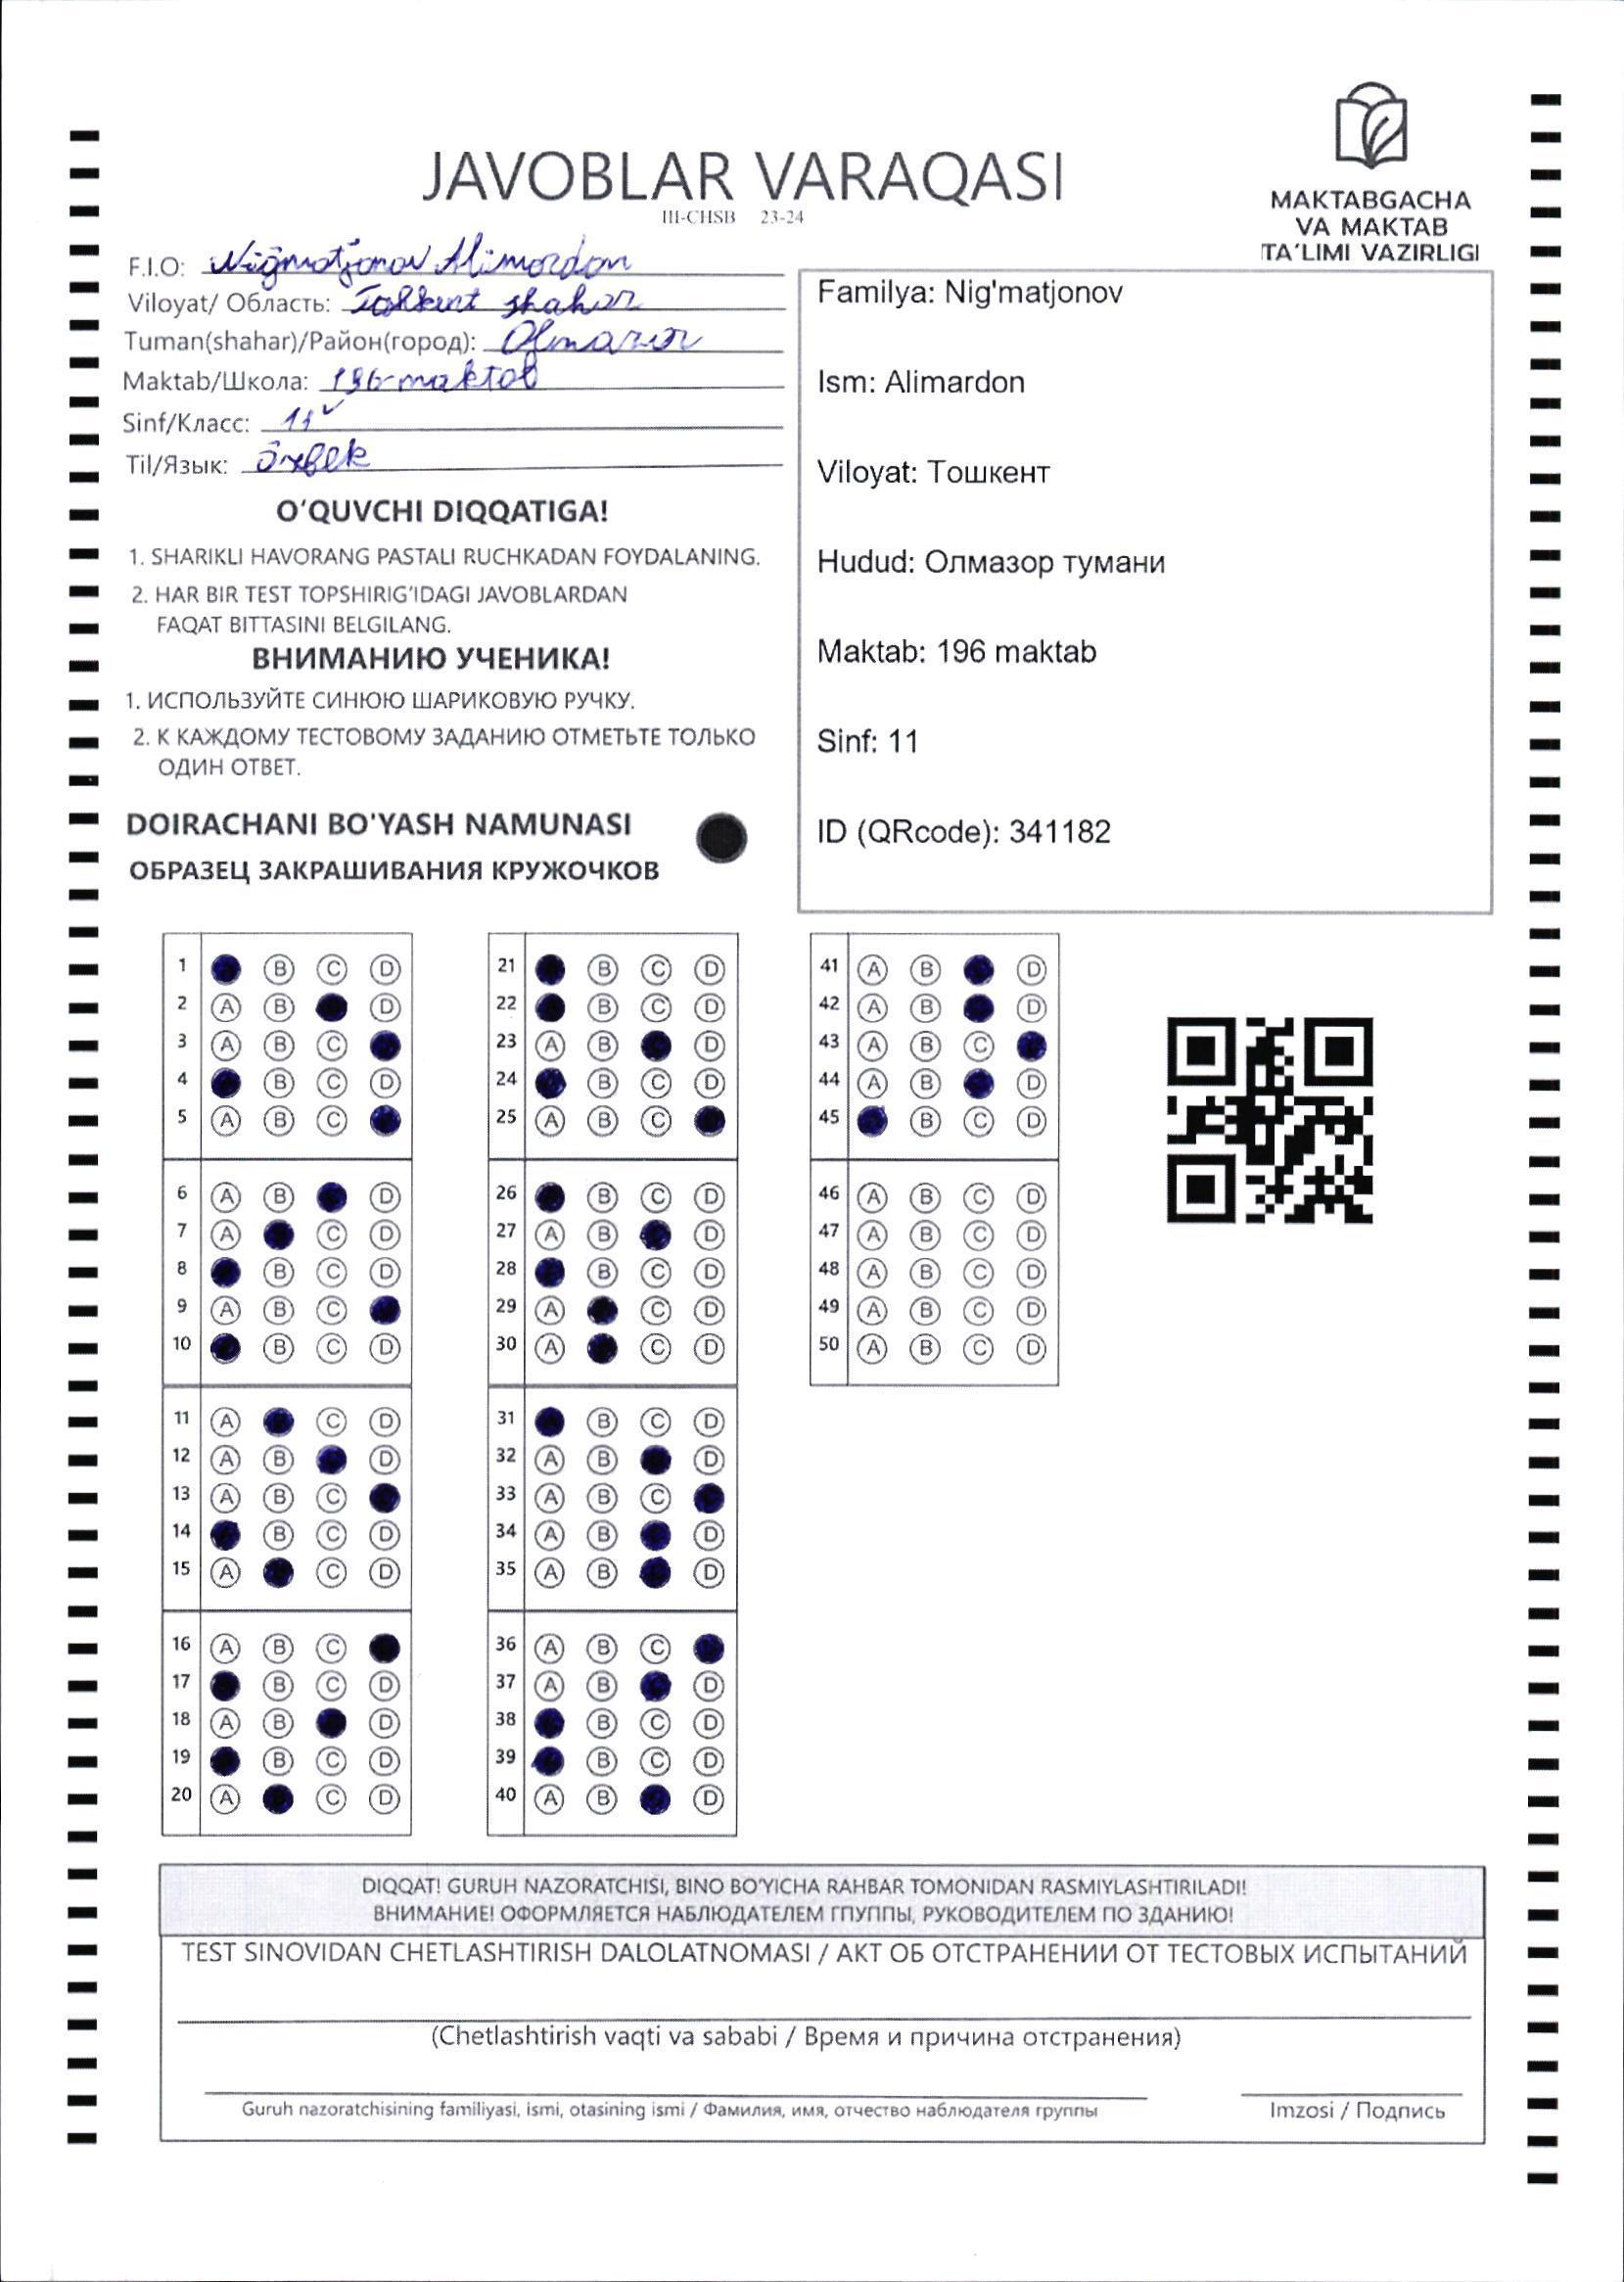 JAVOBLAR VARAQASI
III-CHSB 23-24
MAKTABGACHA
VA MAKTAB
TA'LIMI VAZIRLIGI
F.I.O: Nig̃matjonov Alimardon
Viloyat/ Область: Toshkent shahar
Tuman(shahar)/Район(город): Olmazor
Maktab/Школа: 196-maktab
Sinf/Класс: 11
Til/Язык: õzbek
O'QUVCHI DIQQATIGA!
1. SHARIKLI HAVORANG PASTALI RUCHKADAN FOYDALANING.
2. HAR BIR TEST TOPSHIRIG'IDAGI JAVOBLARDAN
FAQAT BITTASINI BELGILANG.
ВНИМАНИЮ УЧЕНИКА!
1. ИСПОЛЬЗУЙТЕ СИНЮЮ ШАРИКОВУЮ РУЧКУ.
2. К КАЖДОМУ ТЕСТОВОМУ ЗАДАНИЮ ОТМЕТЬТЕ ТОЛЬКО
ОДИН ОТВЕТ.
DOIRACHANI BO'YASH NAMUNASI
ОБРАЗЕЦ ЗАКРАШИВАНИЯ КРУЖОЧКОВ
Familya: Nig'matjonov
Ism: Alimardon
Viloyat: Тошкент
Hudud: Олмазор тумани
Maktab: 196 maktab
Sinf: 11
ID (QRcode): 341182
1 B C D
2 A B D
3 A B C
4 B C D
5 A B C
6 A B D
7 A C D
8 B C D
9 A B C
10 B C D
11 A C D
12 A B D
13 A B C
14 B C D
15 A C D
16 A B C
17 B C D
18 A B D
19 B C D
20 A C D
21 B C D
22 B C D
23 A B D
24 B C D
25 A B C
26 B C D
27 A B D
28 B C D
29 A C D
30 A C D
31 B C D
32 A B D
33 A B C
34 A B D
35 A B D
36 A B C
37 A B D
38 B C D
39 B C D
40 A B D
41 A B D
42 A B D
43 A B C
44 A B D
45 B C D
46 A B C D
47 A B C D
48 A B C D
49 A B C D
50 A B C D
DIQQAT! GURUH NAZORATCHISI, BINO BO'YICHA RAHBAR TOMONIDAN RASMIYLASHTIRILADI!
ВНИМАНИЕ! ОФОРМЛЯЕТСЯ НАБЛЮДАТЕЛЕМ ГПУППЫ, РУКОВОДИТЕЛЕМ ПО ЗДАНИЮ!
TEST SINOVIDAN CHETLASHTIRISH DALOLATNOMASI / АКТ ОБ ОТСТРАНЕНИИ ОТ ТЕСТОВЫХ ИСПЫТАНИЙ
(Chetlashtirish vaqti va sababi / Время и причина отстранения)
Guruh nazoratchisining familiyasi, ismi, otasining ismi / Фамилия, имя, отчество наблюдателя группы
Imzosi / Подпись